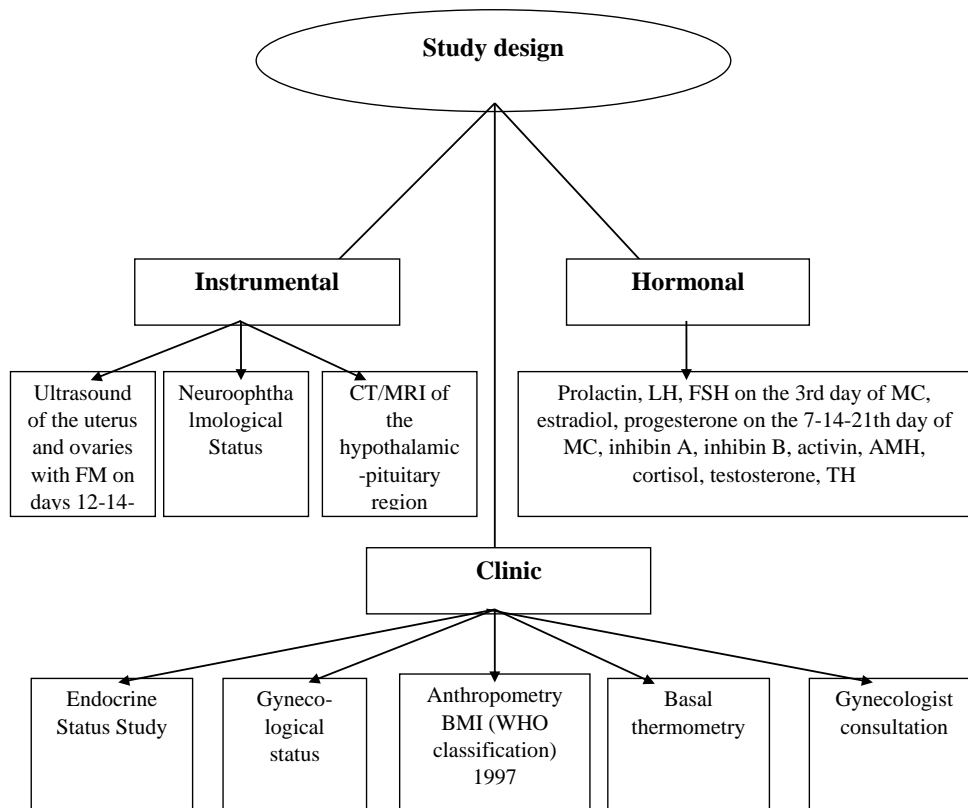 Study design
Instrumental
Hormonal
Ultrasound
of the uterus
and ovaries
with FM on
days 12-14-
Neuroophtha
lmological
Status
CT/MRI of
the
hypothalamic
-pituitary
region
Prolactin, LH, FSH on the 3rd day of MC,
estradiol, progesterone on the 7-14-21th day of
MC, inhibin A, inhibin B, activin, AMH,
cortisol, testosterone, TH
Clinic
Endocrine
Status Study
Gyneco-
logical
status
Anthropometry
BMI (WHO
classification)
1997
Basal
thermometry
Gynecologist
consultation